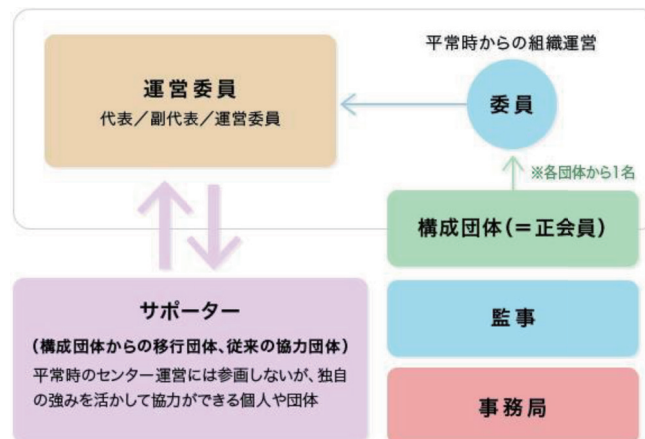 平常時からの組織運営
運営委員
代表／副代表／運営委員
委員
※各団体から1名
構成団体(＝正会員)
サポーター
(構成団体からの移行団体、従来の協力団体)
平常時のセンター運営には参画しないが、独自
の強みを活かして協力ができる個人や団体
監事
事務局